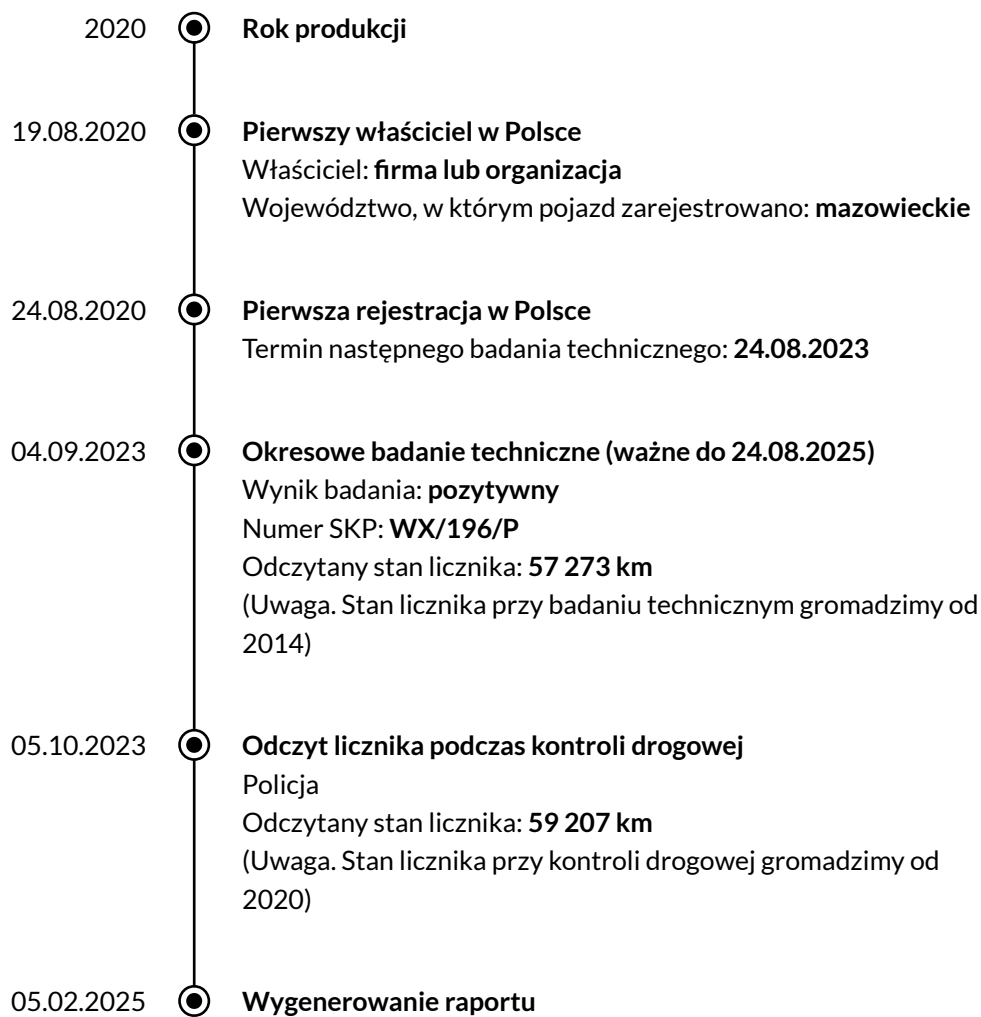 2020 Rok produkcji
19.08.2020 Pierwszy właściciel w Polsce
Właściciel: firma lub organizacja
Województwo, w którym pojazd zarejestrowano: mazowieckie
24.08.2020 Pierwsza rejestracja w Polsce
Termin następnego badania technicznego: 24.08.2023
04.09.2023 Okresowe badanie techniczne (ważne do 24.08.2025)
Wynik badania: pozytywny
Numer SKP: WX/196/P
Odczytany stan licznika: 57 273 km
(Uwaga. Stan licznika przy badaniu technicznym gromadzimy od
2014)
05.10.2023 Odczyt licznika podczas kontroli drogowej
Policja
Odczytany stan licznika: 59 207 km
(Uwaga. Stan licznika przy kontroli drogowej gromadzimy od
2020)
05.02.2025 Wygenerowanie raportu